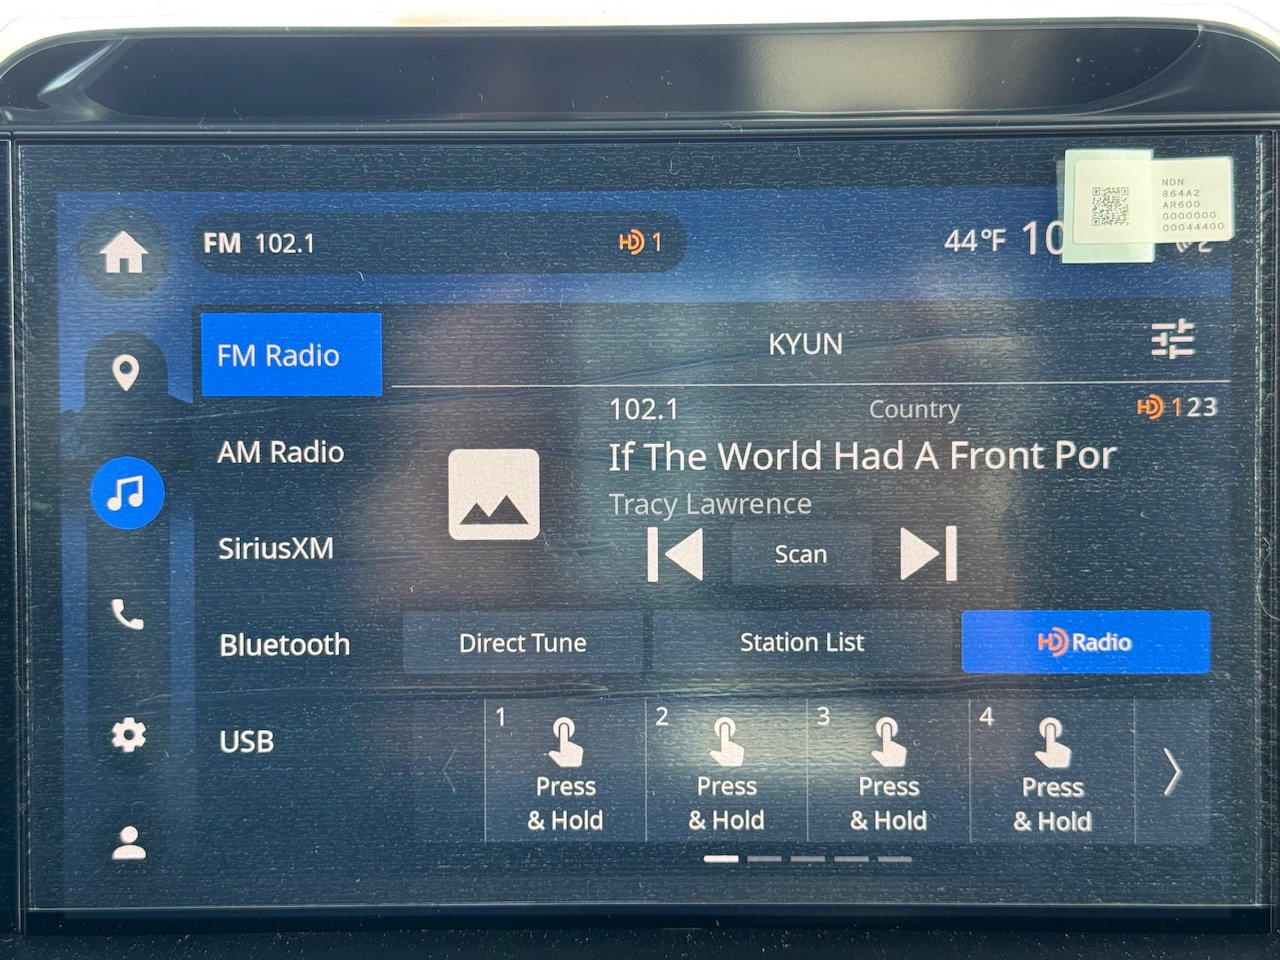 NDN
864A2
AR600
0000000
00044400
FM 102.1
HD 1
44°F 10
FM Radio
KYUN
102.1
Country
HD 1 2 3
AM Radio
If The World Had A Front Por
Tracy Lawrence
SiriusXM
Scan
Bluetooth
Direct Tune
Station List
HD Radio
USB
1
Press
& Hold
2
Press
& Hold
3
Press
& Hold
4
Press
& Hold